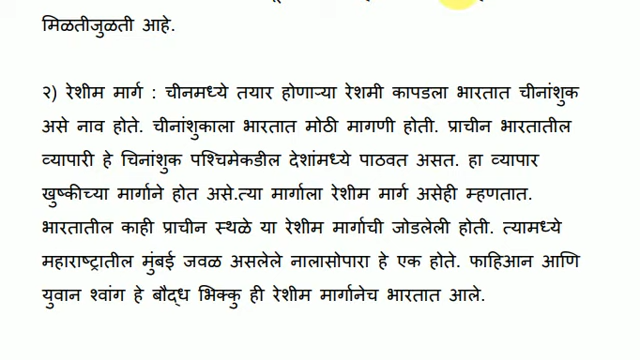 मिळतीजुळती आहे.
२) रेशीम मार्ग : चीनमध्ये तयार होणाऱ्या रेशमी कापडला भारतात चीनांशुक
असे नाव होते. चीनांशुकाला भारतात मोठी मागणी होती. प्राचीन भारतातील
व्यापारी हे चिनांशुक पश्चिमेकडील देशांमध्ये पाठवत असत. हा व्यापार
खुष्कीच्या मार्गाने होत असे.त्या मार्गाला रेशीम मार्ग असेही म्हणतात.
भारतातील काही प्राचीन स्थळे या रेशीम मार्गाची जोडलेली होती. त्यामध्ये
महाराष्ट्रातील मुंबई जवळ असलेले नालासोपारा हे एक होते. फाहिआन आणि
युवान श्वांग हे बौद्ध भिक्कु ही रेशीम मार्गानेच भारतात आले.